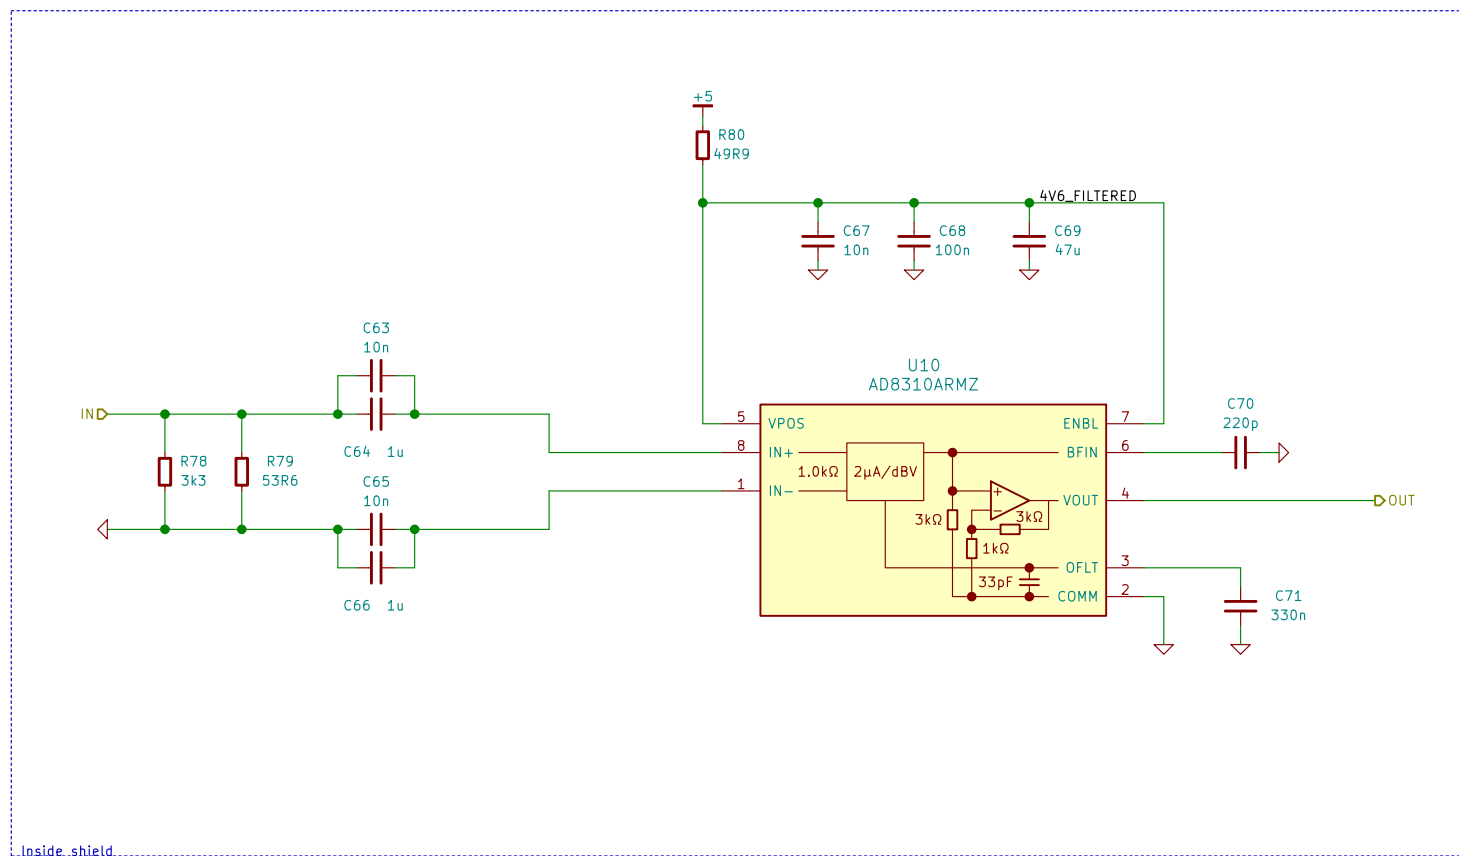 +5
R80
49R9
4V6_FILTERED
C67
10n
C68
100n
C69
47u
C63
10n
U10
AD8310ARMZ
IN
C64 1u
R78
3k3
R79
53R6
C65
10n
C66 1u
5
VPOS
ENBL
7
8
IN+
1.0kΩ
2µA/dBV
BFIN
6
1
IN-
+
-
3kΩ
3kΩ
VOUT
4
1kΩ
OFLT
3
33pF
COMM
2
C70
220p
OUT
C71
330n
Inside shield